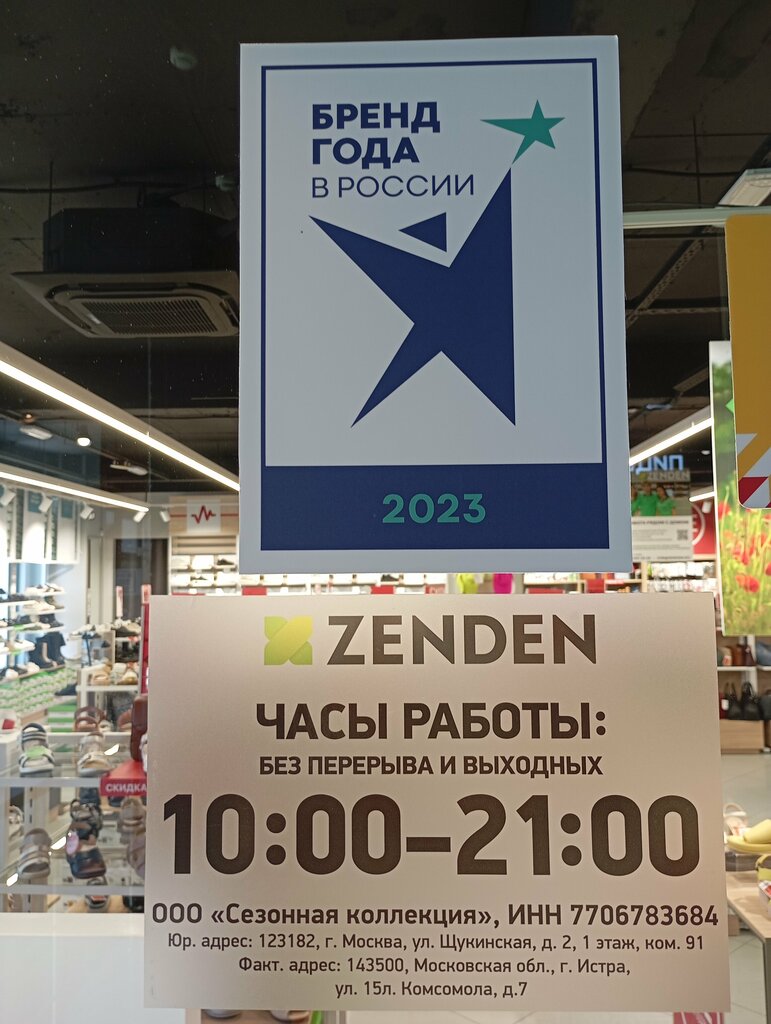 БРЕНД
ГОДА
В РОССИИ
2023
ZENDEN
СКИДКА
ZENDEN
ЧАСЫ РАБОТЫ:
БЕЗ ПЕРЕРЫВА И ВЫХОДНЫХ
10:00–21:00
ООО «Сезонная коллекция», ИНН 7706783684
Юр. адрес: 123182, г. Москва, ул. Щукинская, д. 2, 1 этаж, ком. 91
Факт. адрес: 143500, Московская обл., г. Истра,
ул. 15л. Комсомола, д.7